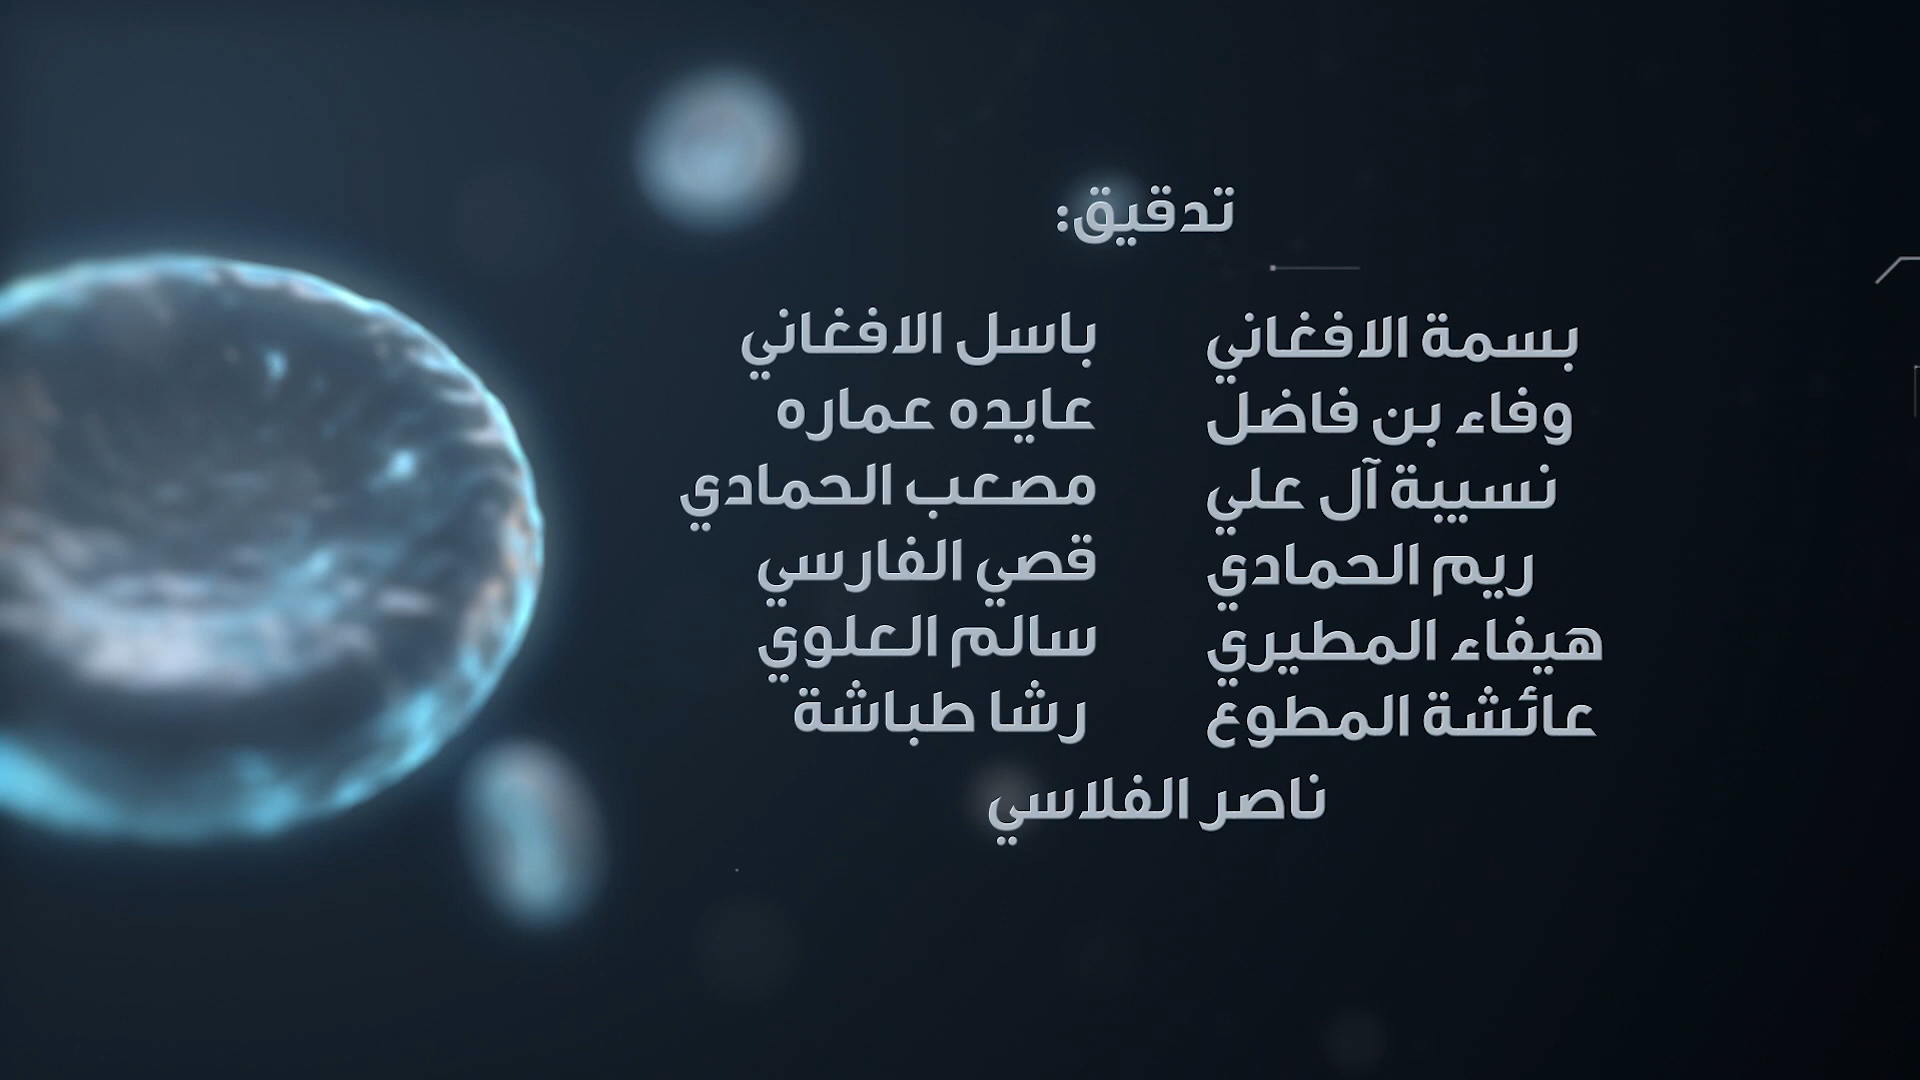 تدقيق:
بسمة الافغاني
وفاء بن فاضل
نسيبة آل علي
ريم الحمادي
هيفاء المطيري
عائشة المطوع
باسل الافغاني
عايده عماره
مصعب الحمادي
قصي الفارسي
سالم العلوي
رشا طباشة
ناصر الفلاسي